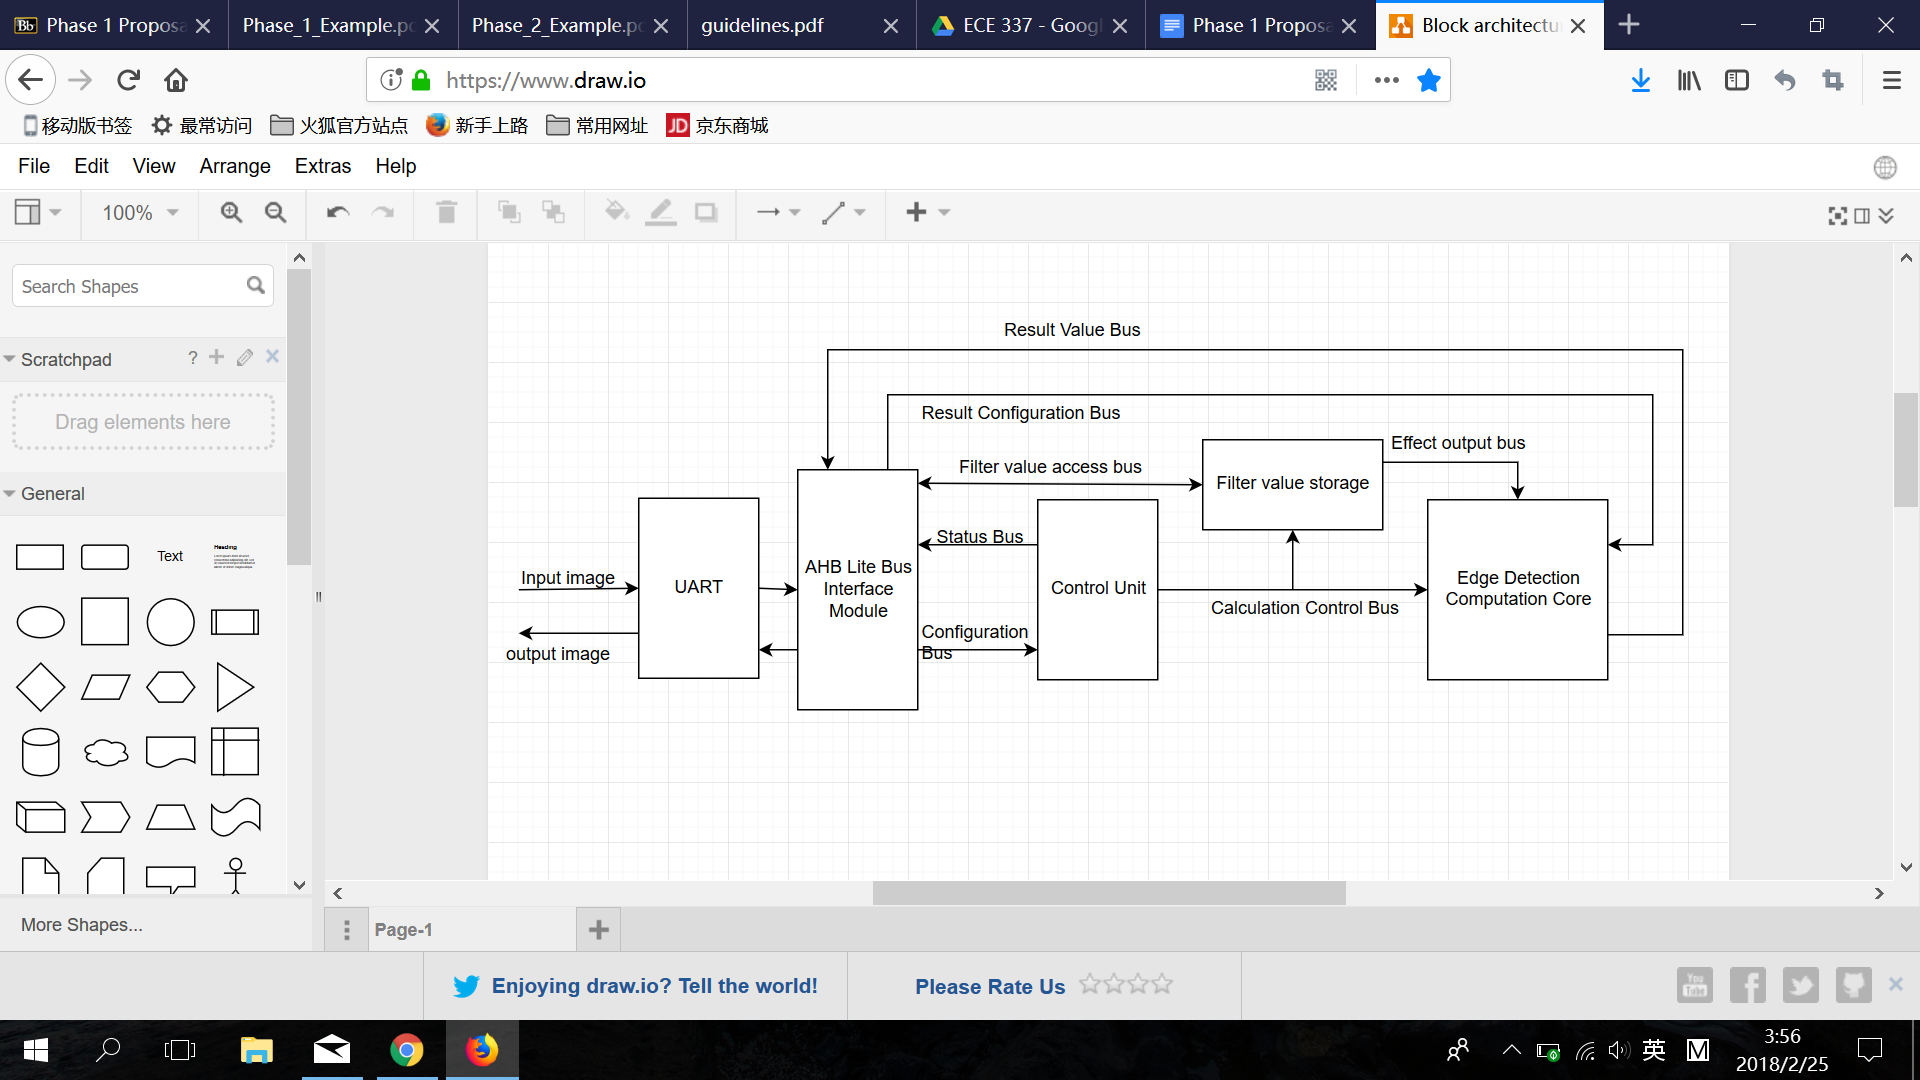 Phase 1 Proposa
Phase_1_Example.pc
Phase_2_Example.pc
guidelines.pdf
ECE 337 - Googl
Phase 1 Proposa
Block architectu
https://www.draw.io
移动版书签
最常访问
火狐官方站点
新手上路
常用网址
JD 京东商城
File
Edit
View
Arrange
Extras
Help
100%
Search Shapes
Scratchpad
?
Drag elements here
General
Text
Heading
More Shapes...
Result Value Bus
Result Configuration Bus
Effect output bus
Filter value access bus
Filter value storage
Status Bus
Input image
UART
AHB Lite Bus
Interface
Module
Control Unit
Edge Detection
Computation Core
Calculation Control Bus
Configuration
Bus
output image
Page-1
Enjoying draw.io? Tell the world!
Please Rate Us
You
Tube
英
M
3:56
2018/2/25